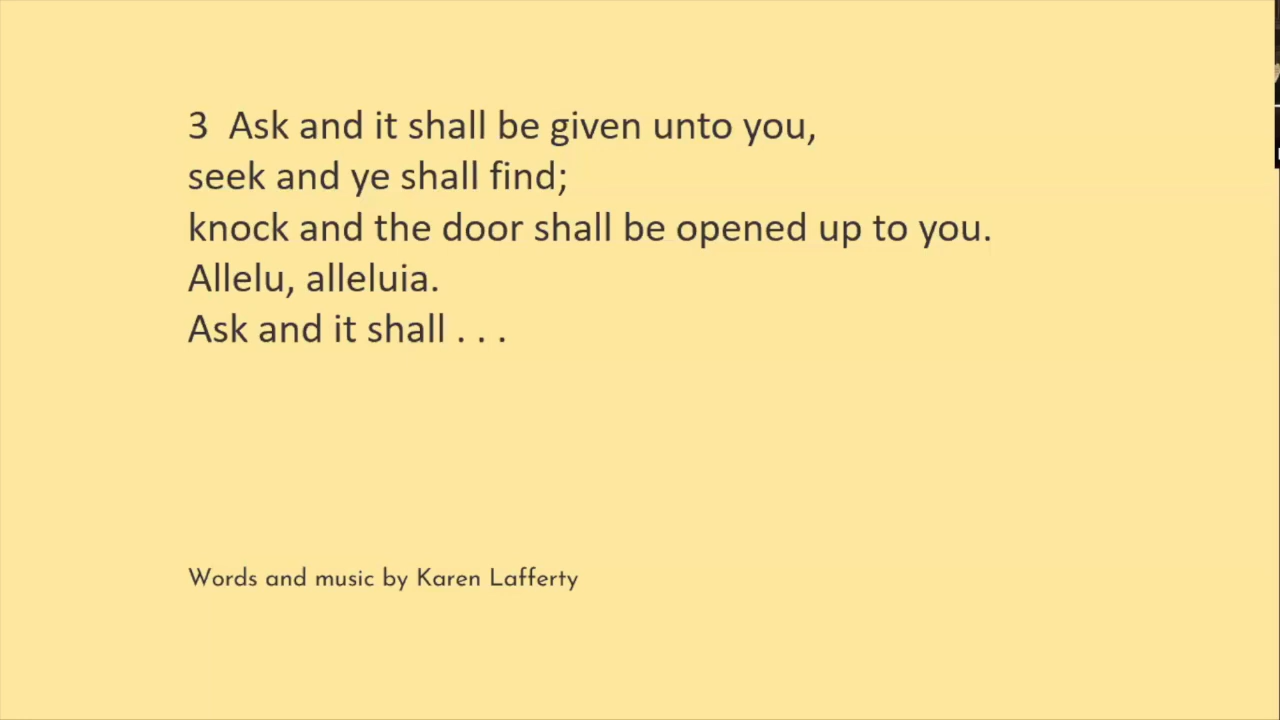 3 Ask and it shall be given unto you,
seek and ye shall find;
knock and the door shall be opened up to you.
Allelu, alleluia.
Ask and it shall . . .
Words and music by Karen Lafferty